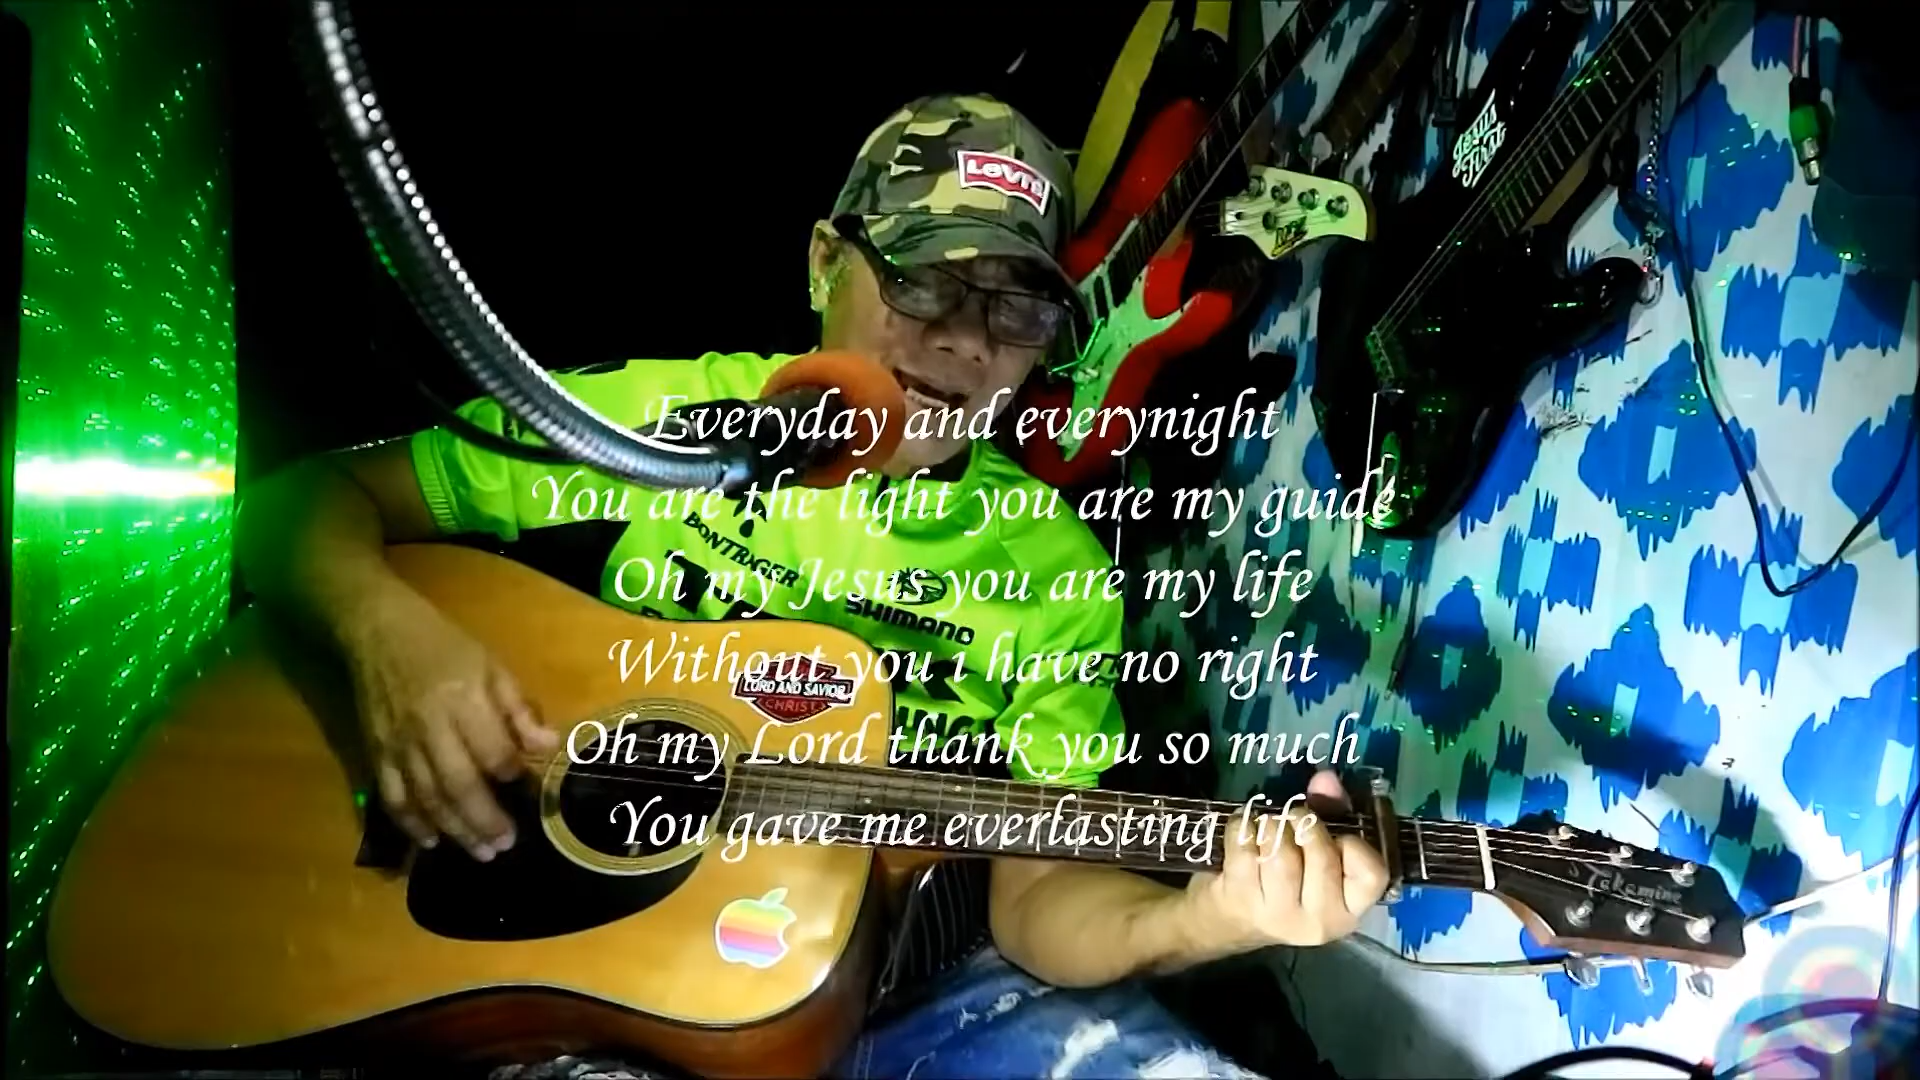 LEVI'S
Jesus
First
Everyday and everynight
You are the light you are my guide
BONTRAGER
Oh my Jesus you are my life
SHIMANO
Without you i have no right
LORD AND SAVIOR
CHRIST
Oh my Lord thank you so much
You gave me everlasting life
Takamine